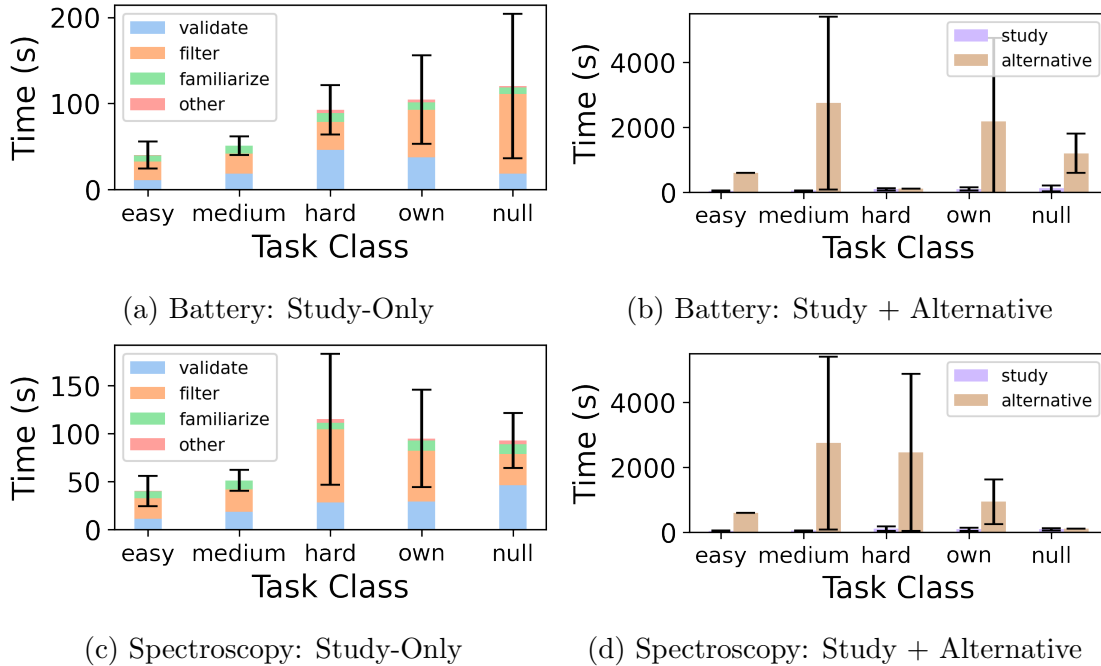 200
100
0
Time (s)
validate
filter
familiarize
other
easy medium hard own null
Task Class
(a) Battery: Study-Only
4000
2000
0
Time (s)
study
alternative
easy medium hard own null
Task Class
(b) Battery: Study + Alternative
150
100
50
0
Time (s)
validate
filter
familiarize
other
easy medium hard own null
Task Class
(c) Spectroscopy: Study-Only
4000
2000
0
Time (s)
study
alternative
easy medium hard own null
Task Class
(d) Spectroscopy: Study + Alternative